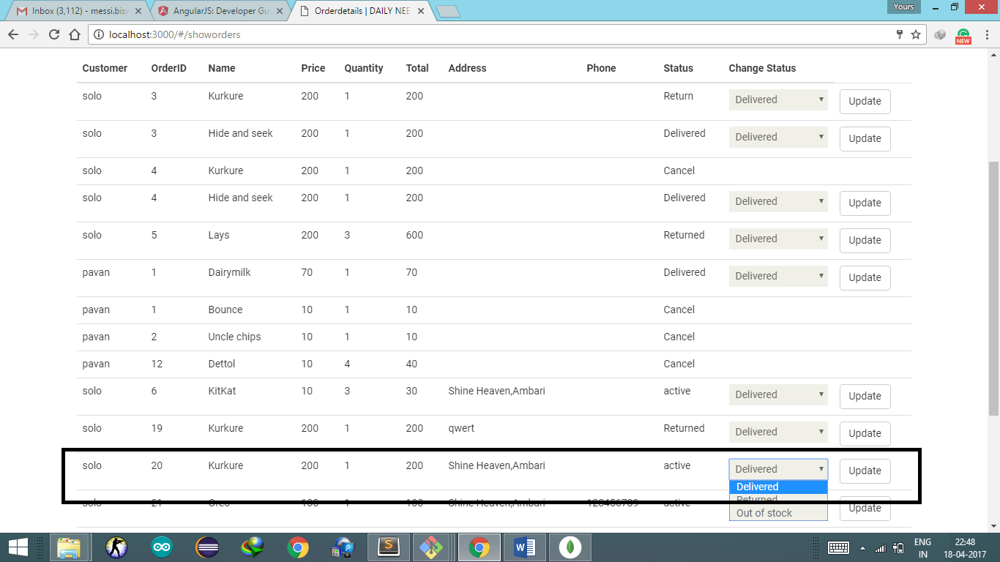 Inbox (3,112) - messi.bisw
AngularJS: Developer Gu
Orderdetails | DAILY NEE
Yours
localhost:3000/#/showorders
NEW
Customer OrderID Name Price Quantity Total Address Phone Status Change Status
solo 3 Kurkure 200 1 200 Return Delivered Update
solo 3 Hide and seek 200 1 200 Delivered Delivered Update
solo 4 Kurkure 200 1 200 Cancel
solo 4 Hide and seek 200 1 200 Delivered Delivered Update
solo 5 Lays 200 3 600 Returned Delivered Update
pavan 1 Dairymilk 70 1 70 Delivered Delivered Update
pavan 1 Bounce 10 1 10 Cancel
pavan 2 Uncle chips 10 1 10 Cancel
pavan 12 Dettol 10 4 40 Cancel
solo 6 KitKat 10 3 30 Shine Heaven,Ambari active Delivered Update
solo 19 Kurkure 200 1 200 qwert Returned Delivered Update
solo 20 Kurkure 200 1 200 Shine Heaven,Ambari active Delivered Update
Delivered
Returned
solo 21 Oreo 100 1 100 Shine Heaven,Ambari 123456789 active Update
Out of stock
ENG 22:48
IN 18-04-2017